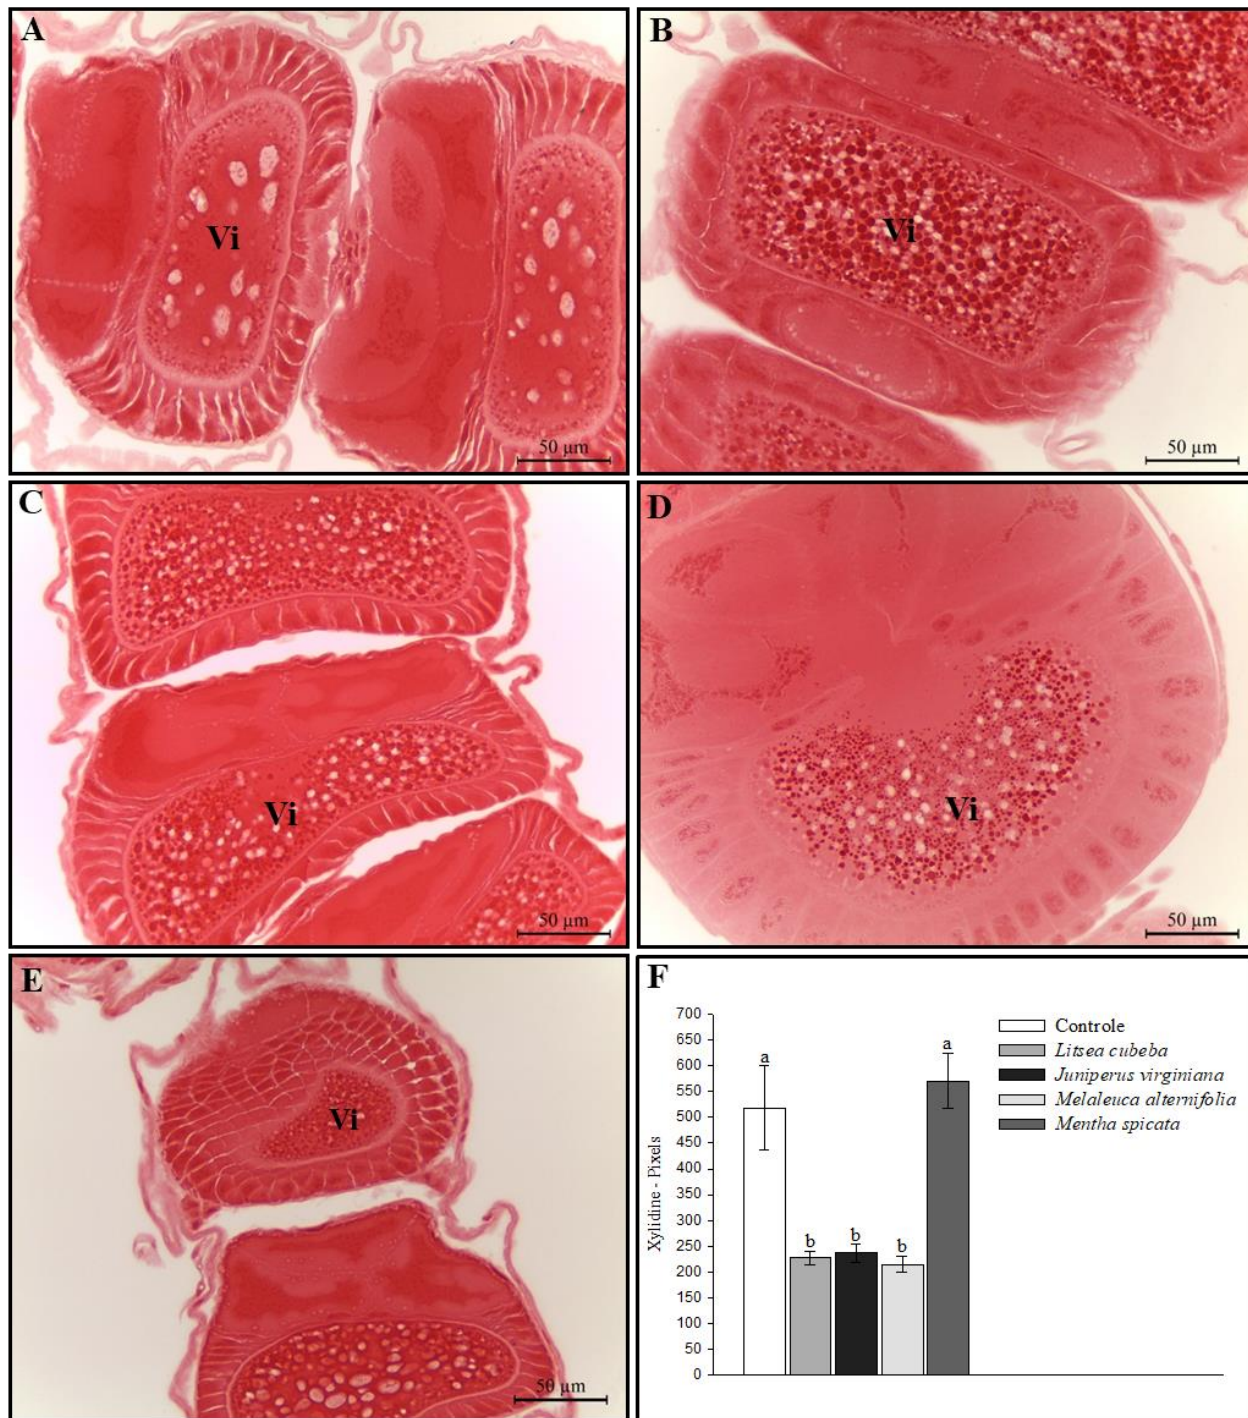 A
Vi
50 µm
B
Vi
50 µm
C
Vi
50 µm
D
Vi
50 µm
E
Vi
50 µm
F
Xylidine - Pixels
700
650
600
550
500
450
400
350
300
250
200
150
100
50
0
a
b
b
b
a
Controle
Litsea cubeba
Juniperus virginiana
Melaleuca alternifolia
Mentha spicata